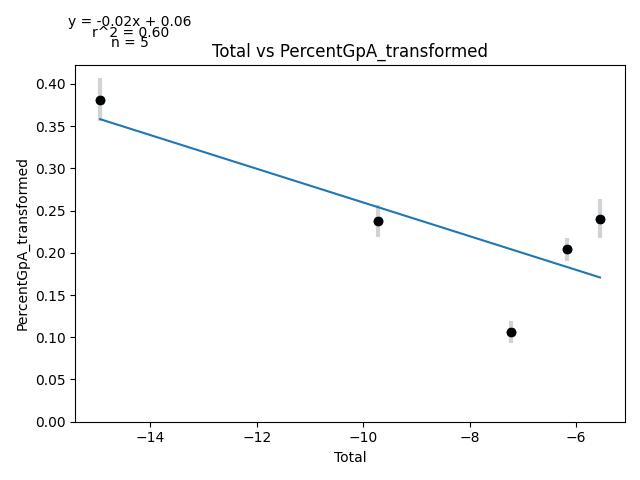 y = -0.02x + 0.06
r^2 = 0.60
n = 5
Total vs PercentGpA_transformed
0.40
0.35
0.30
0.25
0.20
0.15
0.10
0.05
0.00
PercentGpA_transformed
−14
−12
−10
−8
−6
Total